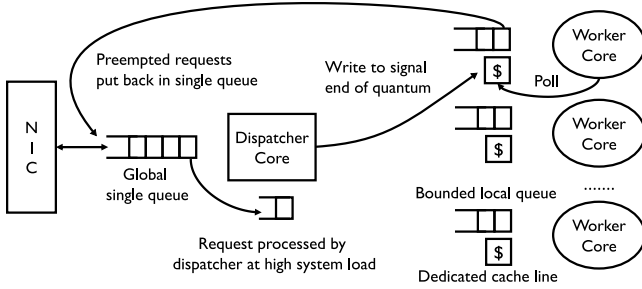 Preempted requests
put back in single queue
Write to signal
end of quantum
$
Poll
Worker
Core
N
I
C
Global
single queue
Dispatcher
Core
$
Worker
Core
Request processed by
dispatcher at high system load
Bounded local queue
.......
$
Worker
Core
Dedicated cache line